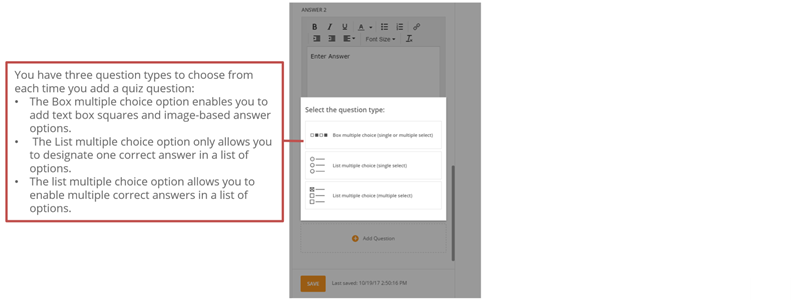 You have three question types to choose from
each time you add a quiz question:
• The Box multiple choice option enables you to
add text box squares and image-based answer
options.
• The List multiple choice option only allows you
to designate one correct answer in a list of
options.
• The list multiple choice option allows you to
enable multiple correct answers in a list of
options.
ANSWER 2
B I U A
Font Size
Enter Answer
Select the question type:
Box multiple choice (single or multiple select)
List multiple choice (single select)
List multiple choice (multiple select)
Add Question
SAVE Last saved: 10/19/17 2:50:16 PM